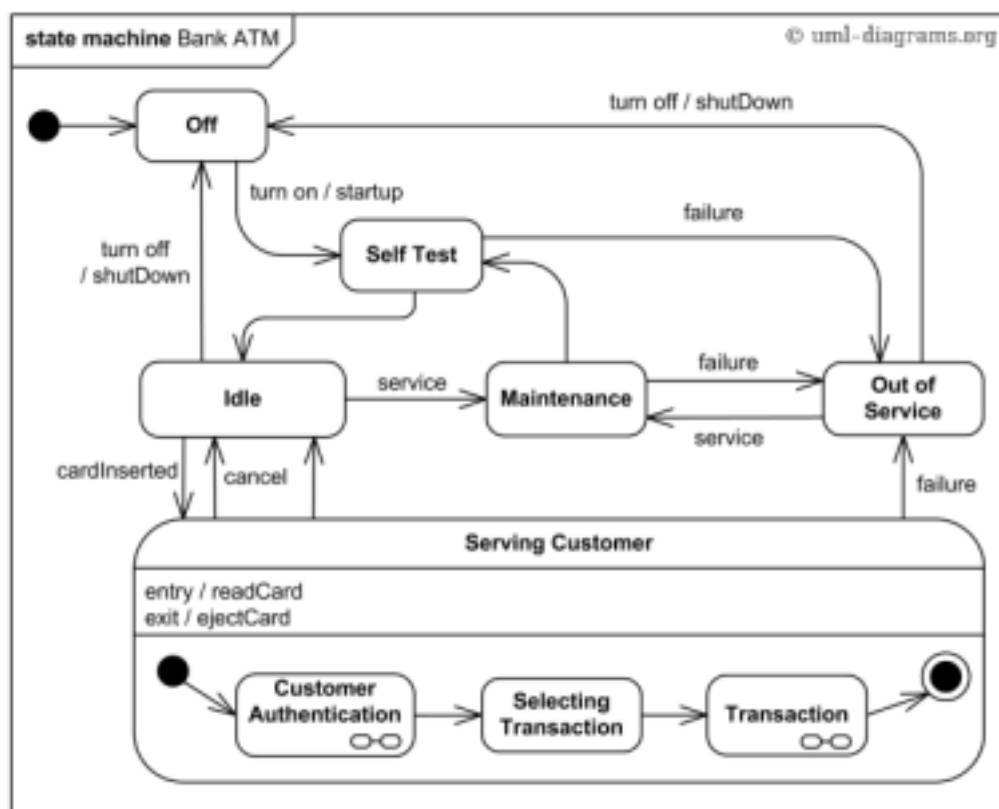 state machine Bank ATM
© uml-diagrams.org
Off
turn off / shutDown
turn on / startup
failure
Self Test
turn off
/ shutDown
Idle
service
Maintenance
failure
service
Out of
Service
cardInserted
cancel
failure
Serving Customer
entry / readCard
exit / ejectCard
Customer
Authentication
Selecting
Transaction
Transaction